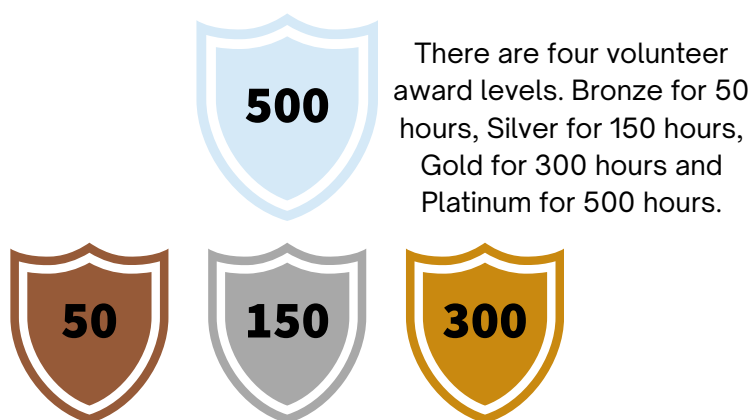 500
There are four volunteer
award levels. Bronze for 50
hours, Silver for 150 hours,
Gold for 300 hours and
Platinum for 500 hours.
50
150
300